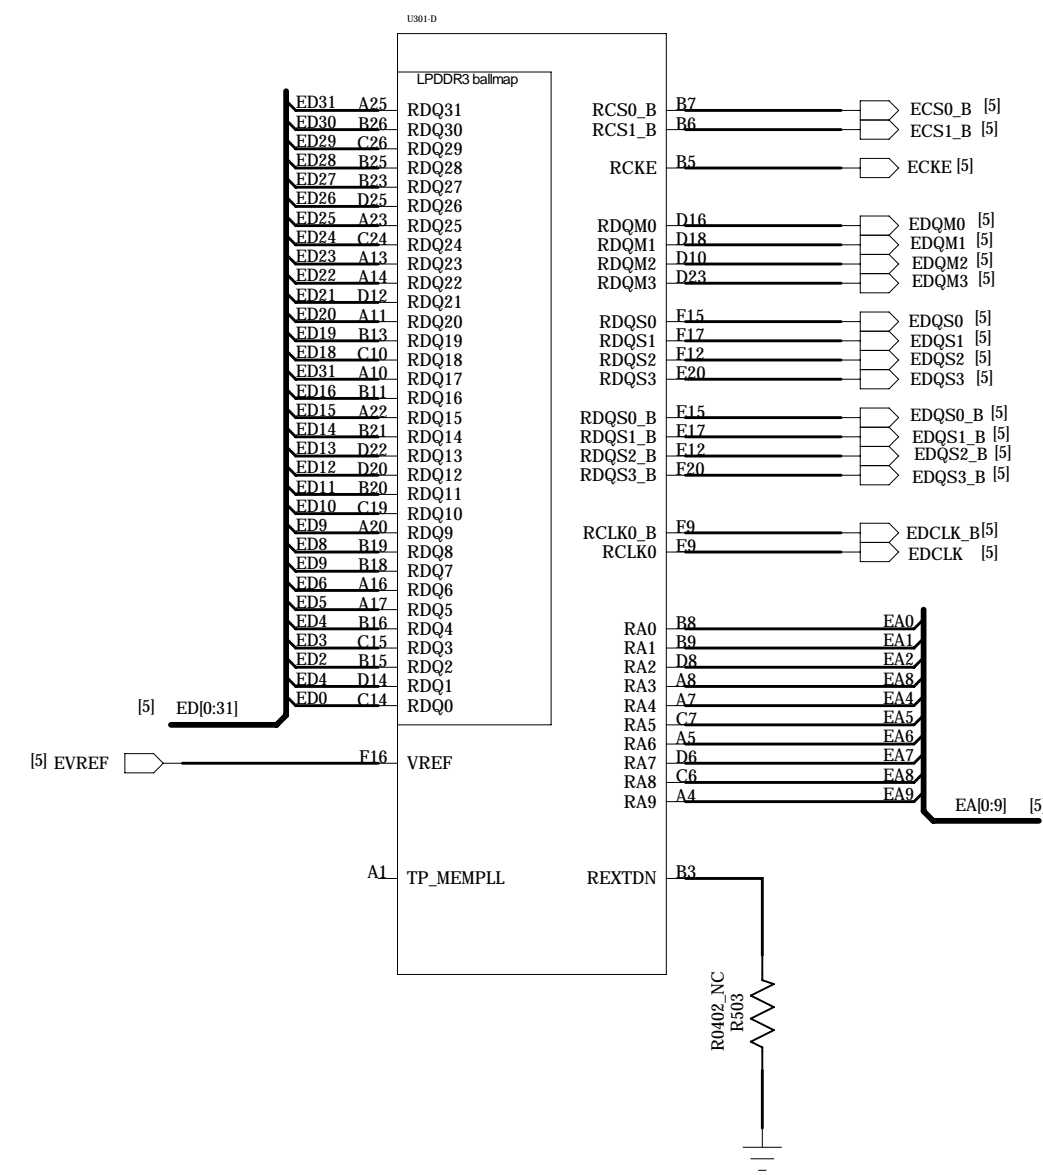 U301-D
LPDDR3 ballmap
ED31 A25 RDQ31
ED30 B26 RDQ30
ED29 C26 RDQ29
ED28 B25 RDQ28
ED27 B23 RDQ27
ED26 D25 RDQ26
ED25 A23 RDQ25
ED24 C24 RDQ24
ED23 A13 RDQ23
ED22 A14 RDQ22
ED21 D12 RDQ21
ED20 A11 RDQ20
ED19 B13 RDQ19
ED18 C10 RDQ18
ED31 A10 RDQ17
ED16 B11 RDQ16
ED15 A22 RDQ15
ED14 B21 RDQ14
ED13 D22 RDQ13
ED12 D20 RDQ12
ED11 B20 RDQ11
ED10 C19 RDQ10
ED9 A20 RDQ9
ED8 B19 RDQ8
ED9 B18 RDQ7
ED6 A16 RDQ6
ED5 A17 RDQ5
ED4 B16 RDQ4
ED3 C15 RDQ3
ED2 B15 RDQ2
ED4 D14 RDQ1
ED0 C14 RDQ0
[5] ED[0:31]
[5] EVREF F16 VREF
A1 TP_MEMPLL
RCS0_B B7 ECS0_B [5]
RCS1_B B6 ECS1_B [5]
RCKE B5 ECKE [5]
RDQM0 D16 EDQM0 [5]
RDQM1 D18 EDQM1 [5]
RDQM2 D10 EDQM2 [5]
RDQM3 D23 EDQM3 [5]
RDQS0 F15 EDQS0 [5]
RDQS1 F17 EDQS1 [5]
RDQS2 F12 EDQS2 [5]
RDQS3 E20 EDQS3 [5]
RDQS0_B E15 EDQS0_B [5]
RDQS1_B E17 EDQS1_B [5]
RDQS2_B E12 EDQS2_B [5]
RDQS3_B F20 EDQS3_B [5]
RCLK0_B F9 EDCLK_B [5]
RCLK0 E9 EDCLK [5]
RA0 B8 EA0
RA1 B9 EA1
RA2 D8 EA2
RA3 A8 EA8
RA4 A7 EA4
RA5 C7 EA5
RA6 A5 EA6
RA7 D6 EA7
RA8 C6 EA8
RA9 A4 EA9
EA[0:9] [5
REXTDN B3
R0402_NC
R503